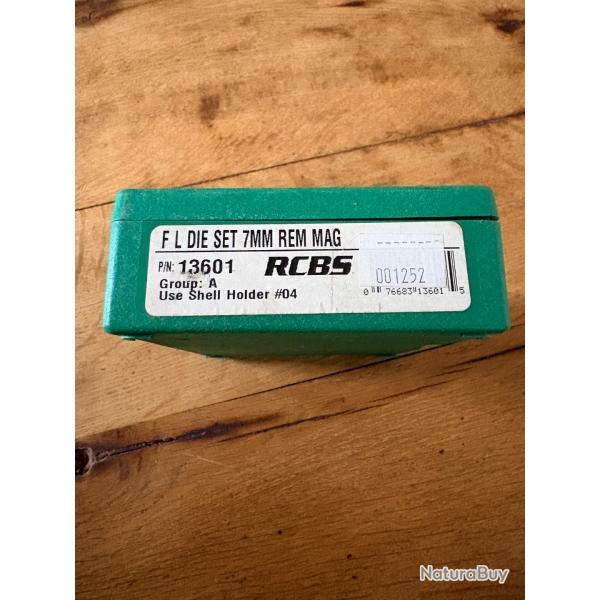 F L DIE SET 7MM REM MAG
P/N: 13601 RCBS
Group: A
Use Shell Holder #04
001252
0 76683 13601 5
NaturaBuy